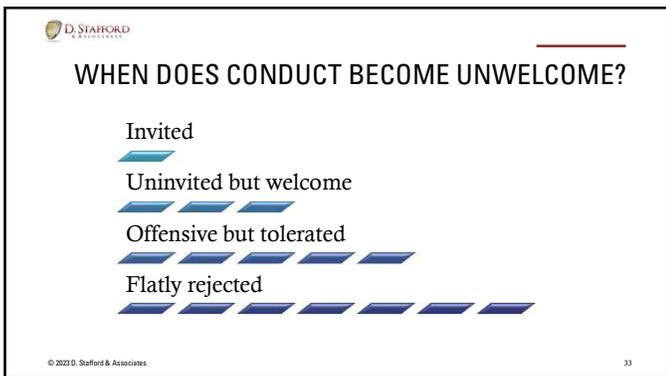 D. STAFFORD
& ASSOCIATES
WHEN DOES CONDUCT BECOME UNWELCOME?
Invited
Uninvited but welcome
Offensive but tolerated
Flatly rejected
© 2023 D. Stafford & Associates
33